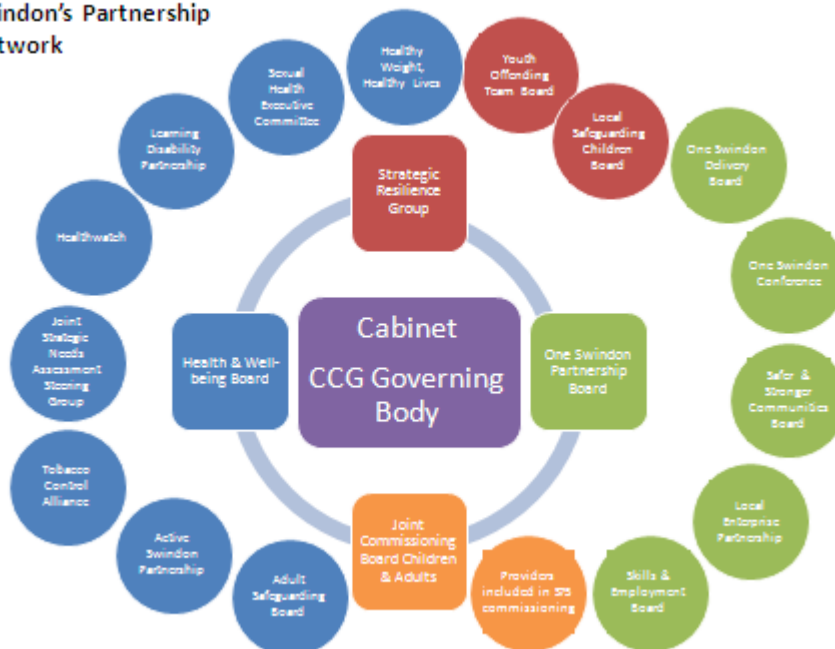 indon's Partnership
twork
Healthy
Weight,
Healthy Lives
Youth
Offending
Team Board
Sexual
Health
Executive
Committee
Local
Safeguarding
Children
Board
Learning
Disability
Partnership
One Swindon
Delivery
Board
Strategic
Resilience
Group
Healthwatch
One Swindon
Conference
Cabinet
CCG Governing
Body
Health & Well-
being Board
One Swindon
Partnership
Board
Joint
Strategic
Needs
Assessment
Steering
Group
Safer &
Stronger
Communities
Board
Tobacco
Control
Alliance
Local
Enterprise
Partnership
Active
Swindon
Partnership
Joint
Commissioning
Board Children
& Adults
Adult
Safeguarding
Board
Providers
included in
commissioning
Skills &
Employment
Board